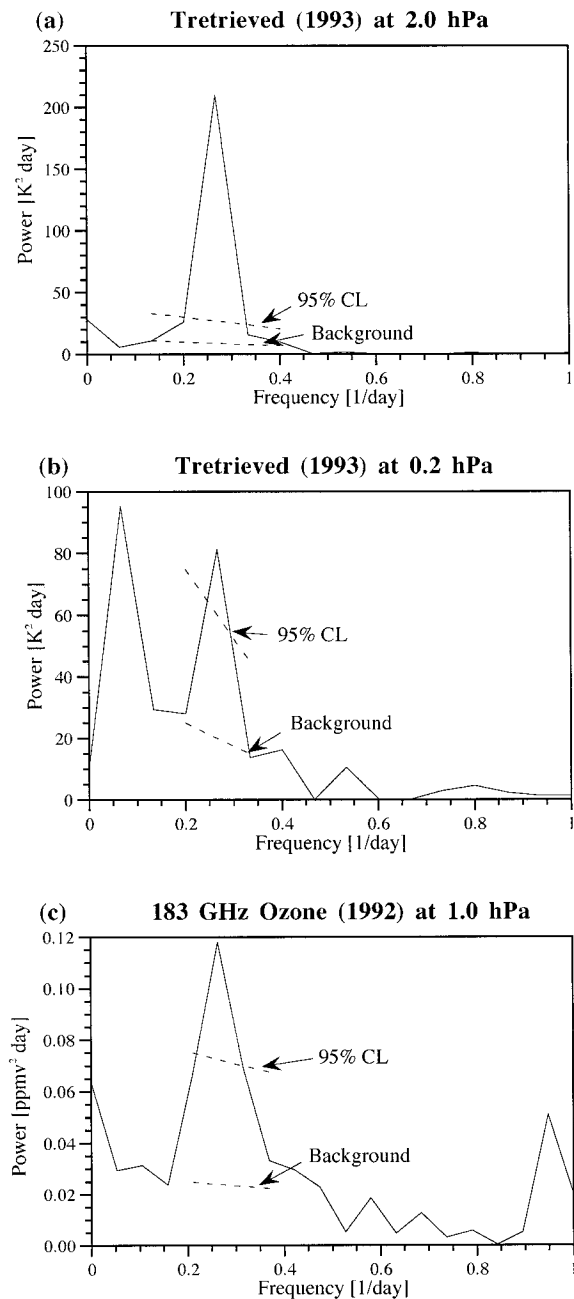 (a) Tretrieved (1993) at 2.0 hPa
250
200
150
100
50
0
Power [K² day]
95% CL
Background
0 0.2 0.4 0.6 0.8 1
Frequency [1/day]
(b) Tretrieved (1993) at 0.2 hPa
100
80
60
40
20
0
Power [K² day]
95% CL
Background
0 0.2 0.4 0.6 0.8 1
Frequency [1/day]
(c) 183 GHz Ozone (1992) at 1.0 hPa
0.12
0.10
0.08
0.06
0.04
0.02
0.00
Power [ppmv² day]
95% CL
Background
0 0.2 0.4 0.6 0.8 1
Frequency [1/day]